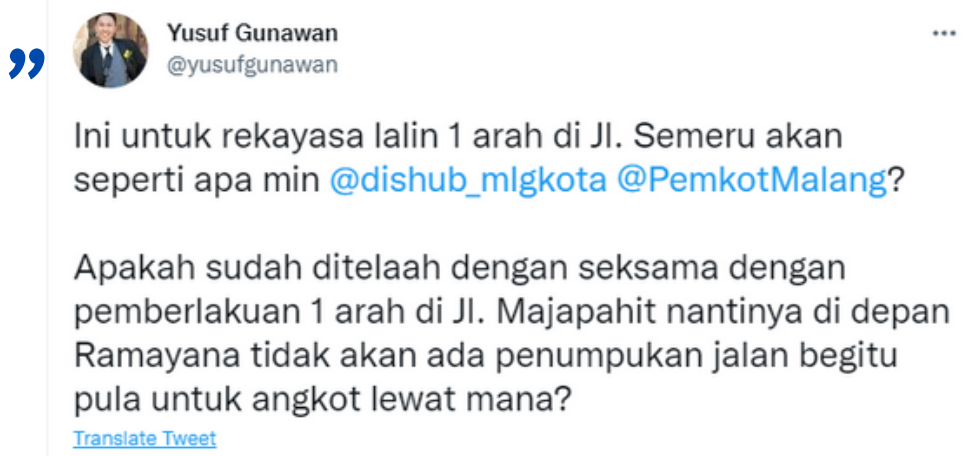 Yusuf Gunawan
@yusufgunawan
Ini untuk rekayasa lalin 1 arah di Jl. Semeru akan
seperti apa min @dishub_mlgkota @PemkotMalang?
Apakah sudah ditelaah dengan seksama dengan
pemberlakuan 1 arah di Jl. Majapahit nantinya di depan
Ramayana tidak akan ada penumpukan jalan begitu
pula untuk angkot lewat mana?
Translate Tweet